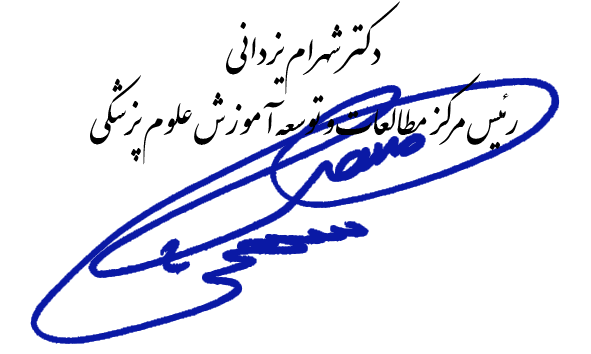 دکتر شهرام یزدانی
رئیس مرکز مطالعات و توسعه آموزش علوم پزشکی